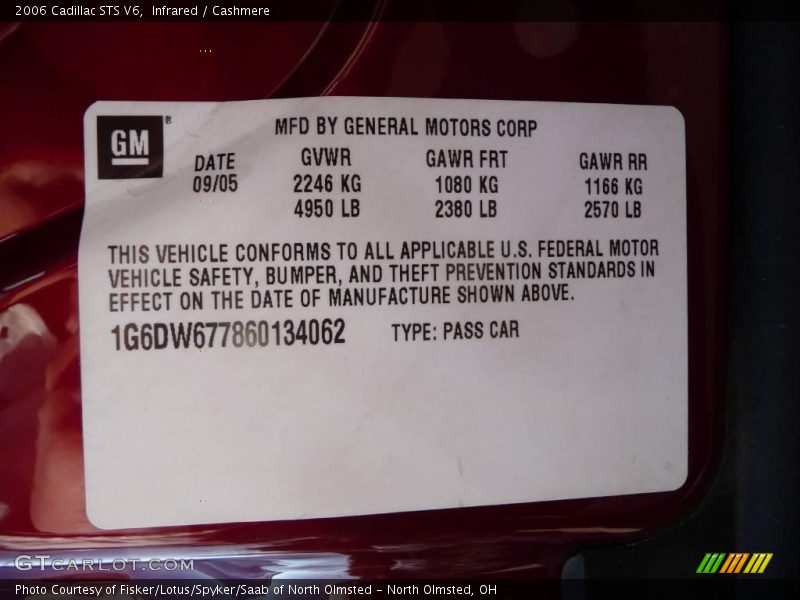 2006 Cadillac STS V6,  Infrared / Cashmere
GM®
MFD BY GENERAL MOTORS CORP
DATE GVWR GAWR FRT GAWR RR
09/05 2246 KG 1080 KG 1166 KG
4950 LB 2380 LB 2570 LB
THIS VEHICLE CONFORMS TO ALL APPLICABLE U.S. FEDERAL MOTOR
VEHICLE SAFETY, BUMPER, AND THEFT PREVENTION STANDARDS IN
EFFECT ON THE DATE OF MANUFACTURE SHOWN ABOVE.
1G6DW677860134062 TYPE: PASS CAR
GTCARLOT.COM
Photo Courtesy of Fisker/Lotus/Spyker/Saab of North Olmsted - North Olmsted, OH